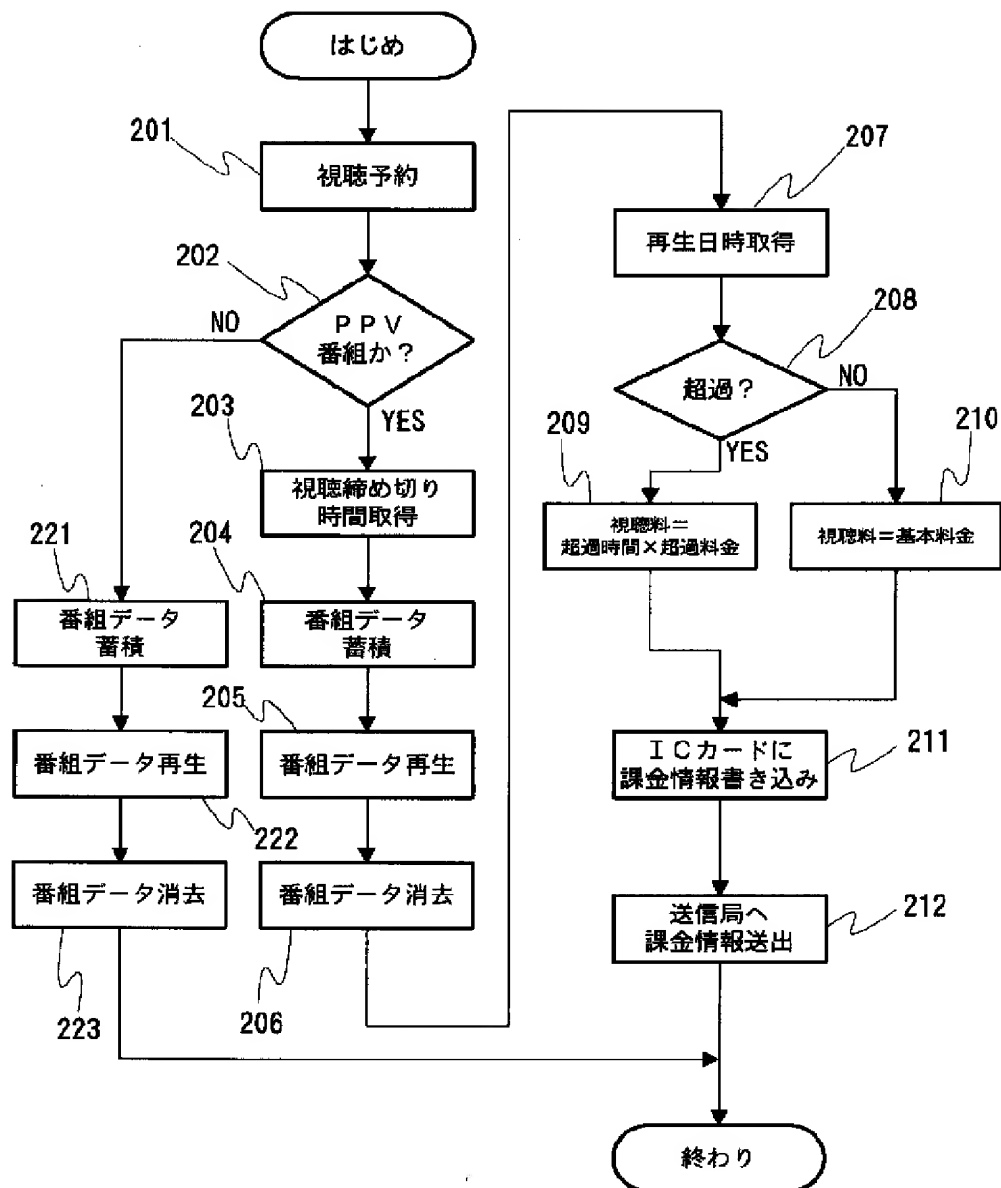 はじめ
201
視聴予約
202
PPV
番組か？
NO
YES
203
視聴締め切り
時間取得
204
番組データ
蓄積
205
番組データ再生
番組データ消去
206
221
番組データ
蓄積
番組データ再生
222
番組データ消去
223
207
再生日時取得
208
超過？
NO
YES
209
視聴料＝
超過時間×超過料金
210
視聴料＝基本料金
ICカードに
課金情報書き込み
211
送信局へ
課金情報送出
212
終わり